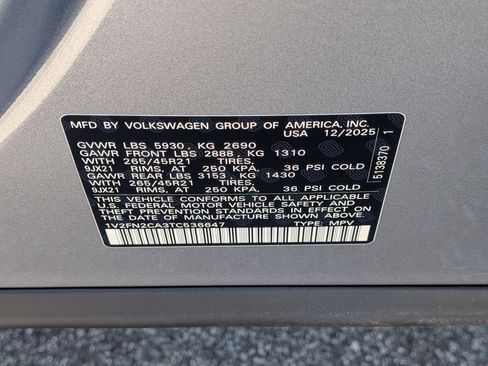 MFD BY VOLKSWAGEN GROUP OF AMERICA, INC.
USA 12/2025
GVWR LBS 5930, KG 2690
GAWR FRONT LBS 2888, KG 1310
WITH 265/45R21 TIRES,
9JX21 RIMS, AT 250 KPA, 36 PSI COLD
GAWR REAR LBS 3153, KG 1430
WITH 265/45R21 TIRES,
9JX21 RIMS, AT 250 KPA, 36 PSI COLD
THIS VEHICLE CONFORMS TO ALL APPLICABLE
U.S. FEDERAL MOTOR VEHICLE SAFETY AND
THEFT PREVENTION STANDARDS IN EFFECT ON
THE DATE OF MANUFACTURE SHOWN ABOVE.
1V2FN2CA3TC536647 TYPE: MPV
5138370 1